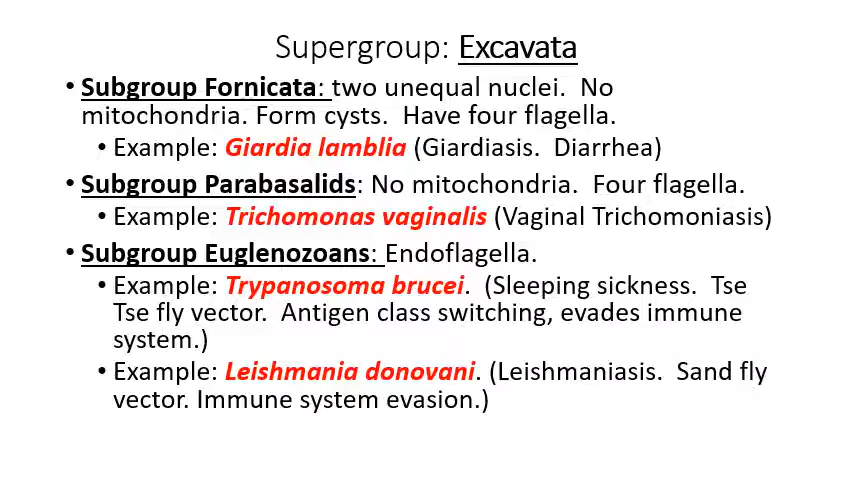 Supergroup: Excavata
• Subgroup Fornicata: two unequal nuclei.  No
mitochondria. Form cysts.  Have four flagella.
• Example: Giardia lamblia (Giardiasis.  Diarrhea)
• Subgroup Parabasalids: No mitochondria.  Four flagella.
• Example: Trichomonas vaginalis (Vaginal Trichomoniasis)
• Subgroup Euglenozoans: Endoflagella.
• Example: Trypanosoma brucei.  (Sleeping sickness.  Tse
Tse fly vector.  Antigen class switching, evades immune
system.)
• Example: Leishmania donovani. (Leishmaniasis.  Sand fly
vector. Immune system evasion.)